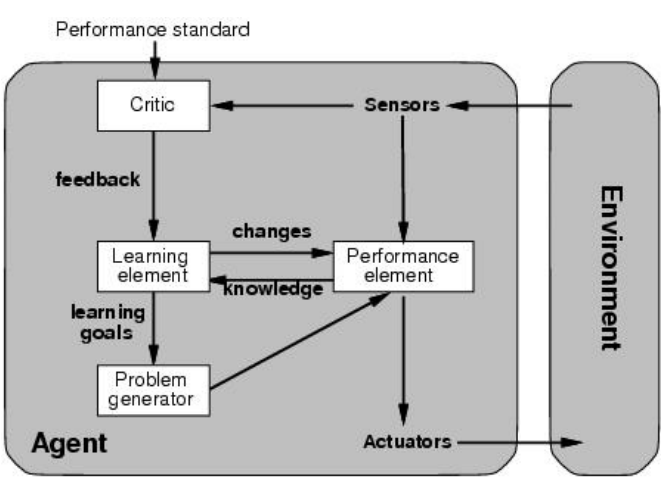 Performance standard
Critic
Sensors
feedback
changes
Learning
element
Performance
element
knowledge
learning
goals
Problem
generator
Agent
Actuators
Environment